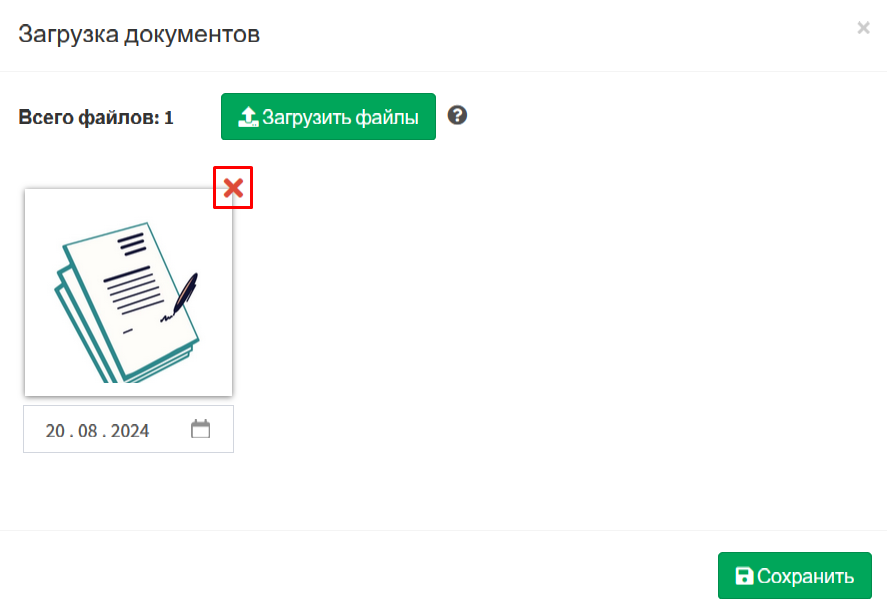 Загрузка документов
×
Всего файлов: 1
Загрузить файлы
?
20 . 08 . 2024
Сохранить